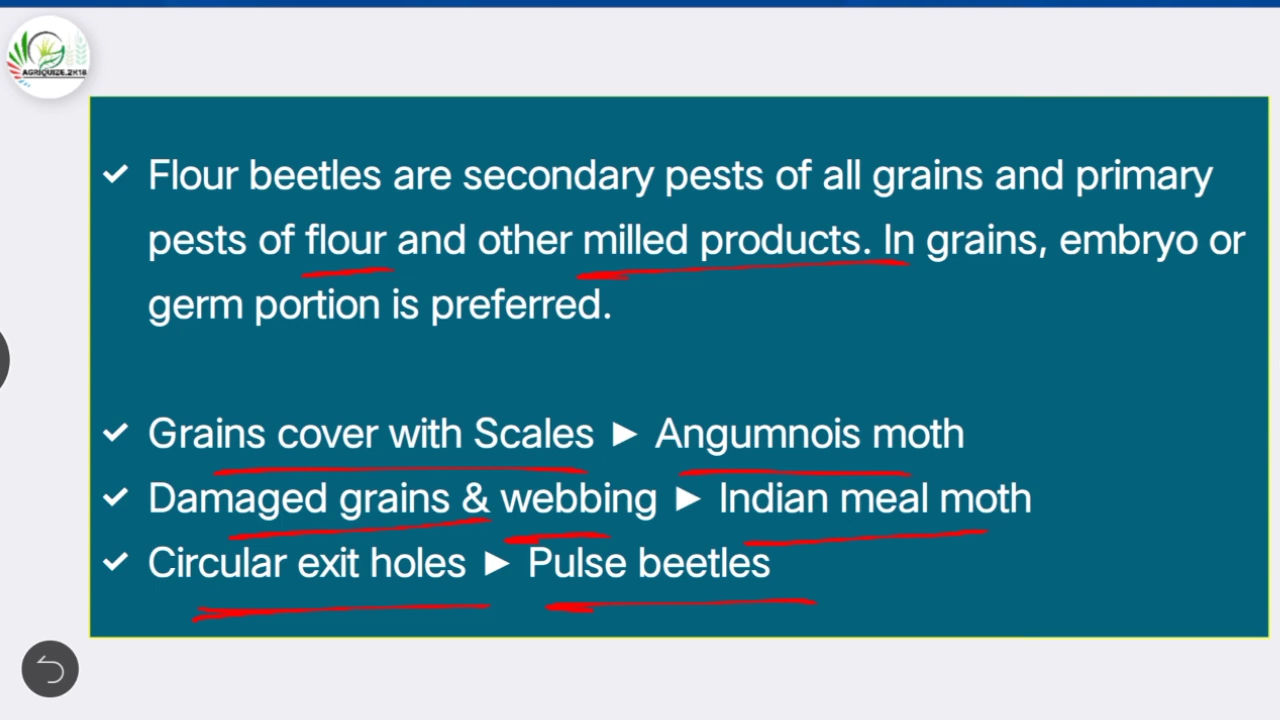 AGRIQUIZE.2K18
✓ Flour beetles are secondary pests of all grains and primary
pests of flour and other milled products. In grains, embryo or
germ portion is preferred.
✓ Grains cover with Scales ► Angumnois moth
✓ Damaged grains & webbing ► Indian meal moth
✓ Circular exit holes ► Pulse beetles